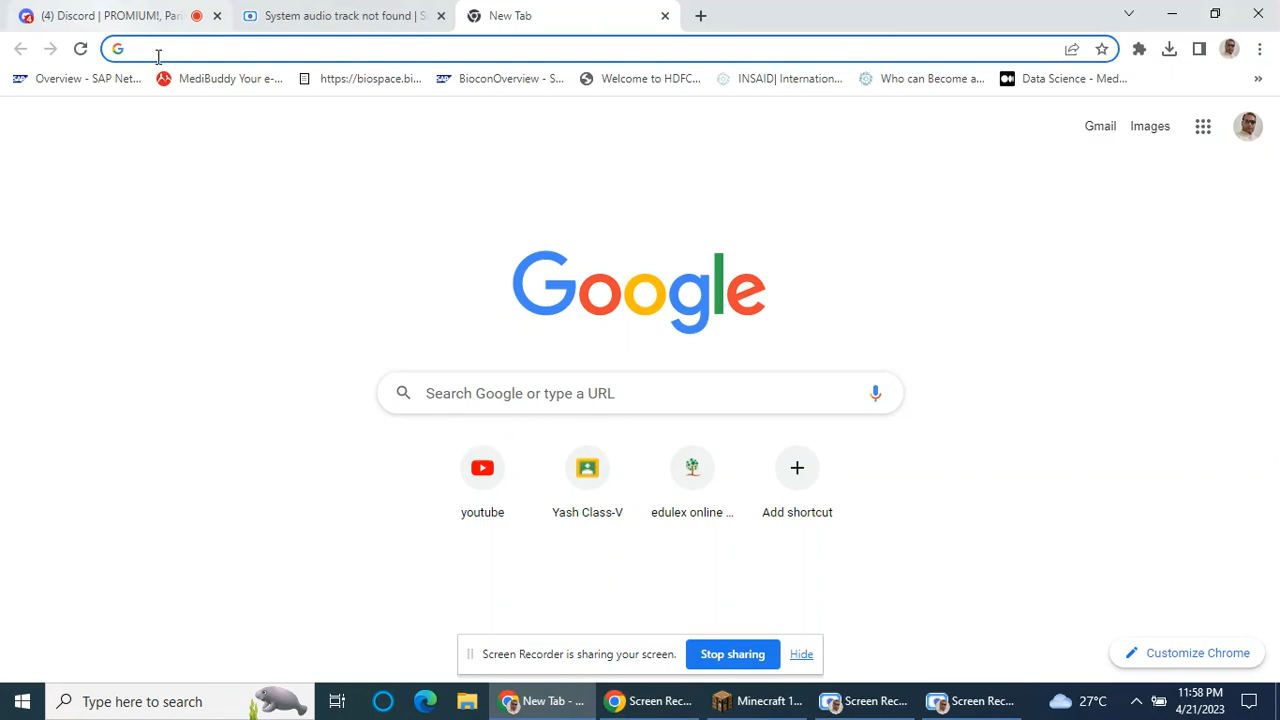 (4) Discord | PROMIUM!, Pari
System audio track not found | S
New Tab
Overview - SAP Net...
MediBuddy Your e-...
https://biospace.bi...
BioconOverview - S...
Welcome to HDFC...
INSAID| Internation...
Who can Become a...
Data Science - Med...
»
Gmail
Images
Google
Search Google or type a URL
youtube
Yash Class-V
edulex online ...
Add shortcut
Screen Recorder is sharing your screen.
Stop sharing
Hide
Customize Chrome
Type here to search
New Tab - ...
Screen Rec...
Minecraft 1...
Screen Rec...
Screen Rec...
27°C
11:58 PM
4/21/2023